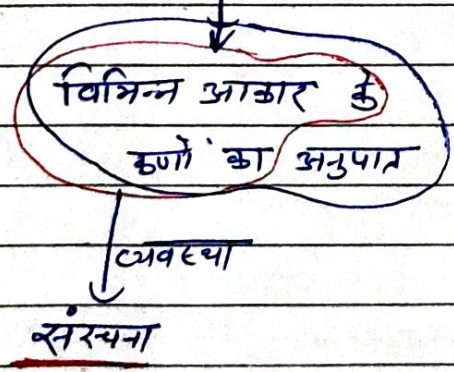 विभिन्न आकार के
कणों का अनुपात
व्यवस्था
संरचना